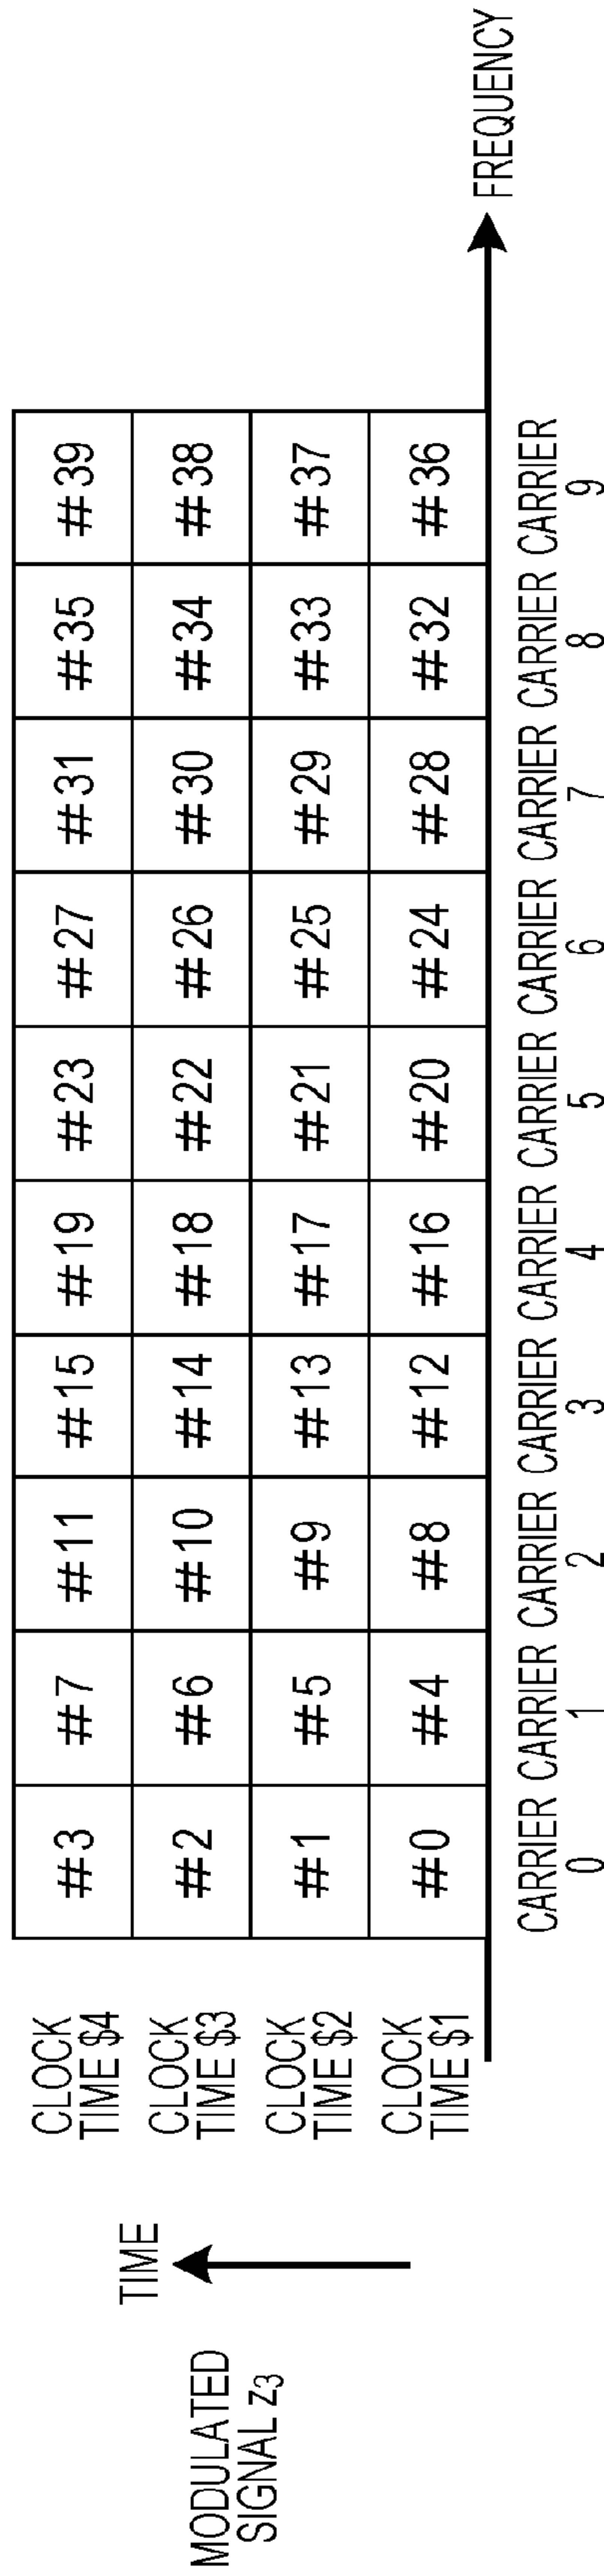 MODULATED
SIGNAL z3
TIME
CLOCK
TIME $4
#3 #7 #11 #15 #19 #23 #27 #31 #35 #39
CLOCK
TIME $3
#2 #6 #10 #14 #18 #22 #26 #30 #34 #38
CLOCK
TIME $2
#1 #5 #9 #13 #17 #21 #25 #29 #33 #37
CLOCK
TIME $1
#0 #4 #8 #12 #16 #20 #24 #28 #32 #36
FREQUENCY
CARRIER CARRIER CARRIER CARRIER CARRIER CARRIER CARRIER CARRIER CARRIER CARRIER
0 1 2 3 4 5 6 7 8 9